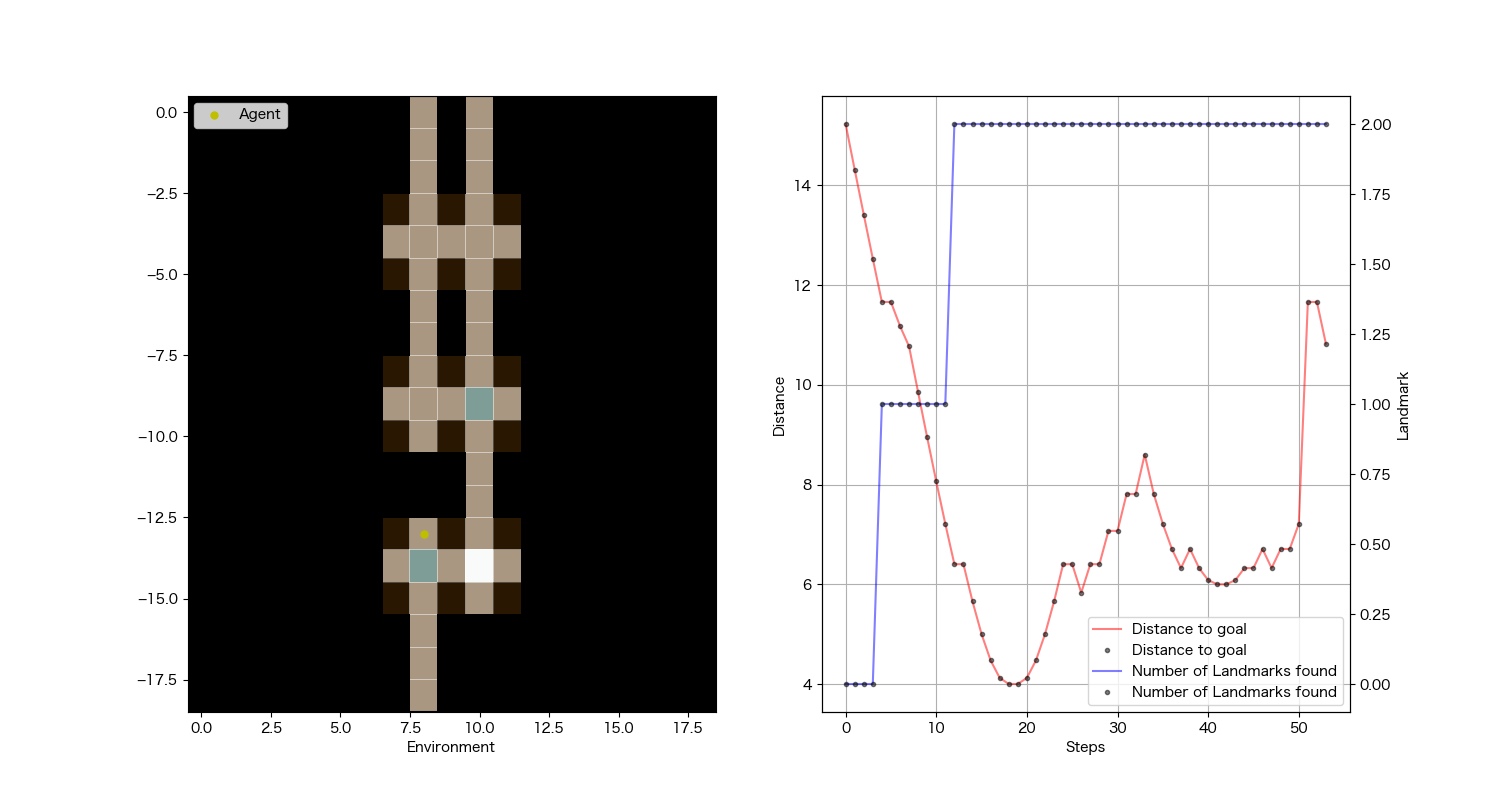 Agent
0.0
−2.5
−5.0
−7.5
−10.0
−12.5
−15.0
−17.5
0.0 2.5 5.0 7.5 10.0 12.5 15.0 17.5
Environment
Distance
14
12
10
8
6
4
0 10 20 30 40 50
Steps
2.00
1.75
1.50
1.25
1.00
0.75
0.50
0.25
0.00
Landmark
Distance to goal
Distance to goal
Number of Landmarks found
Number of Landmarks found